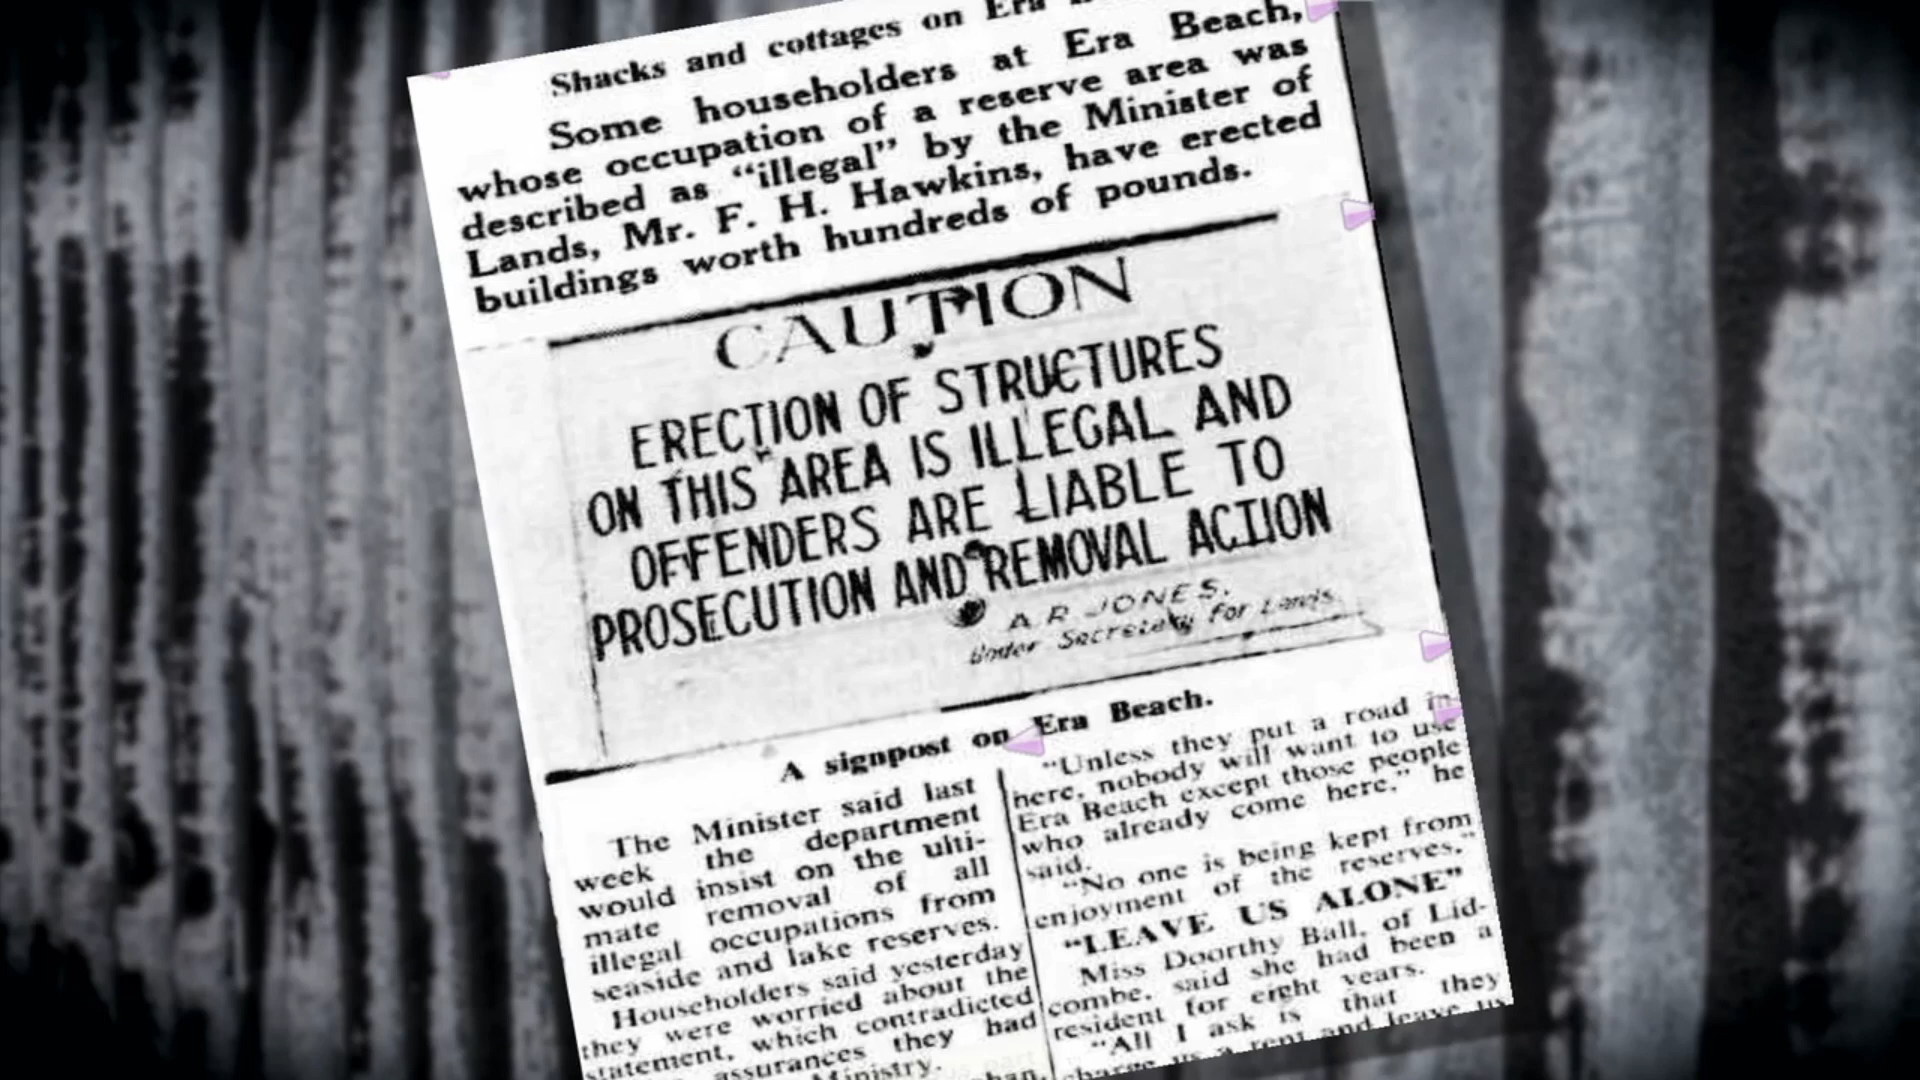 Shacks and cottages on Era
Some householders at Era Beach,
whose occupation of a reserve area was
described as "illegal" by the Minister of
Lands, Mr. F. H. Hawkins, have erected
buildings worth hundreds of pounds.
CAUTION
ERECTION OF STRUCTURES
ON THIS AREA IS ILLEGAL AND
OFFENDERS ARE LIABLE TO
PROSECUTION AND REMOVAL ACTION
A. R. JONES.
Under Secretary for Lands.
A signpost on Era Beach.
The Minister said last
week the department
would insist on the ulti-
mate removal of all
illegal occupations from
seaside and lake reserves.
Householders said yesterday
they were worried about the
statement, which contradicted
assurances they had
Ministry.
"Unless they put a road in
here, nobody will want to use
Era Beach except those people
who already come here," he
said.
"No one is being kept from
enjoyment of the reserves."
"LEAVE US ALONE"
Miss Doorthy Ball, of Lid-
combe, said she had been a
resident for eight years.
"All I ask is that they
charge us a rent and leave us